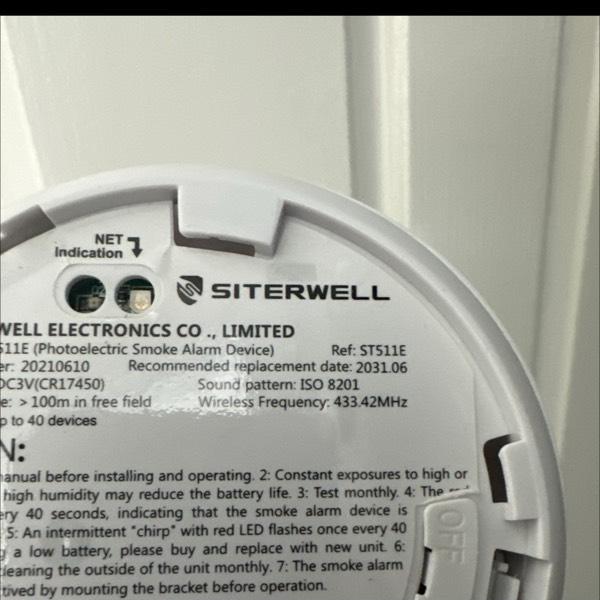 NET
Indication
SITERWELL
WELL ELECTRONICS CO ., LIMITED
511E (Photoelectric Smoke Alarm Device) Ref: ST511E
er: 20210610 Recommended replacement date: 2031.06
DC3V(CR17450) Sound pattern: ISO 8201
e: > 100m in free field Wireless Frequency: 433.42MHz
p to 40 devices
N:
anual before installing and operating. 2: Constant exposures to high or
high humidity may reduce the battery life. 3: Test monthly. 4: The
ery 40 seconds, indicating that the smoke alarm device is
5: An intermittent "chirp" with red LED flashes once every 40
g a low battery, please buy and replace with new unit. 6:
leaning the outside of the unit monthly. 7: The smoke alarm
tived by mounting the bracket before operation.
OFF